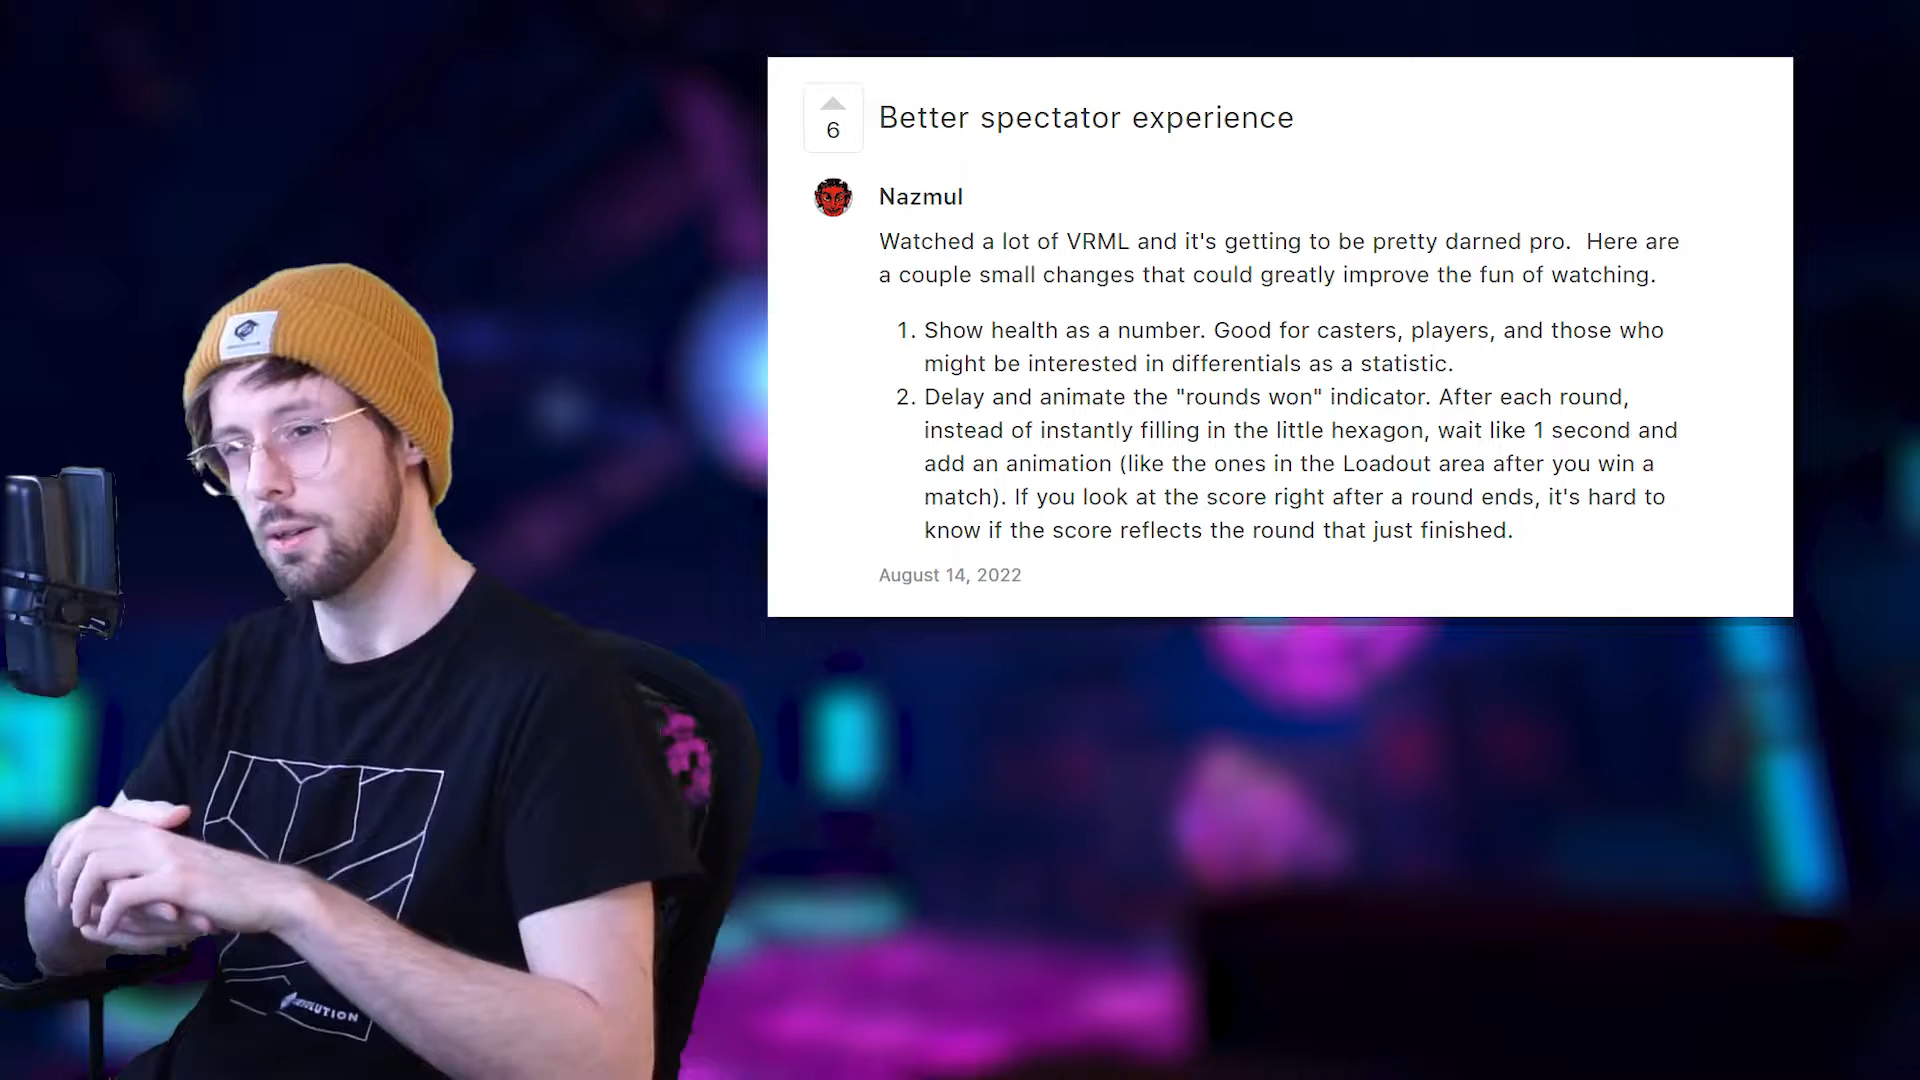 6
Better spectator experience
Nazmul
Watched a lot of VRML and it's getting to be pretty darned pro.  Here are
a couple small changes that could greatly improve the fun of watching.
1. Show health as a number. Good for casters, players, and those who
might be interested in differentials as a statistic.
2. Delay and animate the "rounds won" indicator. After each round,
instead of instantly filling in the little hexagon, wait like 1 second and
add an animation (like the ones in the Loadout area after you win a
match). If you look at the score right after a round ends, it's hard to
know if the score reflects the round that just finished.
August 14, 2022